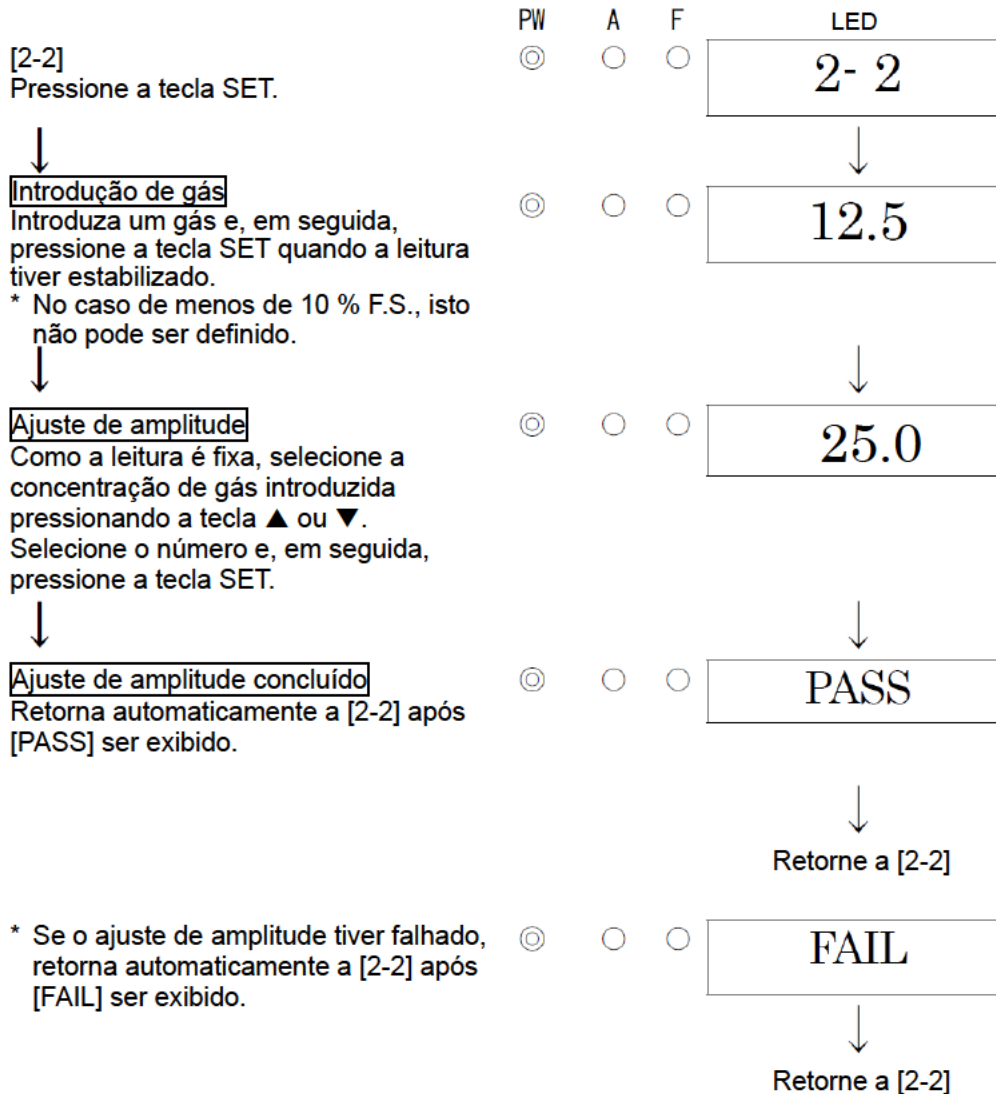 PW A F LED
[2-2]
Pressione a tecla SET.
2- 2
Introdução de gás
Introduza um gás e, em seguida,
pressione a tecla SET quando a leitura
tiver estabilizado.
* No caso de menos de 10 % F.S., isto
não pode ser definido.
12.5
Ajuste de amplitude
Como a leitura é fixa, selecione a
concentração de gás introduzida
pressionando a tecla ▲ ou ▼.
Selecione o número e, em seguida,
pressione a tecla SET.
25.0
Ajuste de amplitude concluído
Retorna automaticamente a [2-2] após
[PASS] ser exibido.
PASS
Retorne a [2-2]
* Se o ajuste de amplitude tiver falhado,
retorna automaticamente a [2-2] após
[FAIL] ser exibido.
FAIL
Retorne a [2-2]